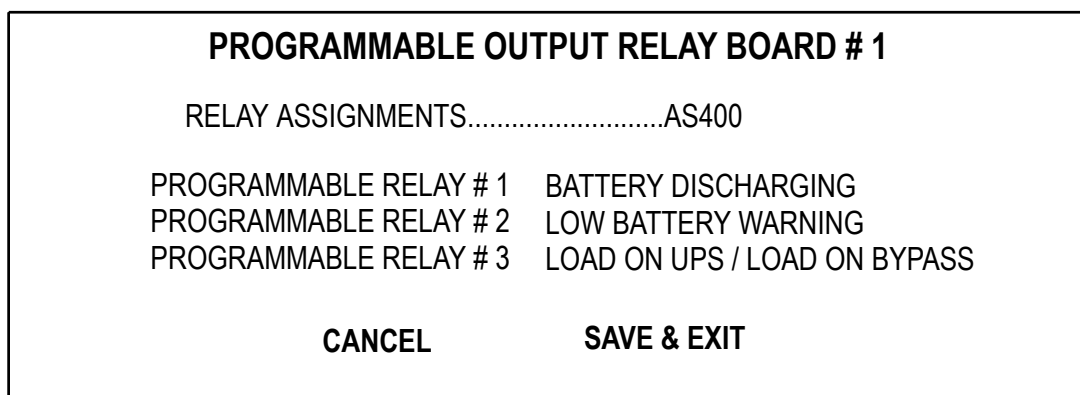 PROGRAMMABLE OUTPUT RELAY BOARD # 1
RELAY ASSIGNMENTS...........................AS400
PROGRAMMABLE RELAY # 1 BATTERY DISCHARGING
PROGRAMMABLE RELAY # 2 LOW BATTERY WARNING
PROGRAMMABLE RELAY # 3 LOAD ON UPS / LOAD ON BYPASS
CANCEL SAVE & EXIT